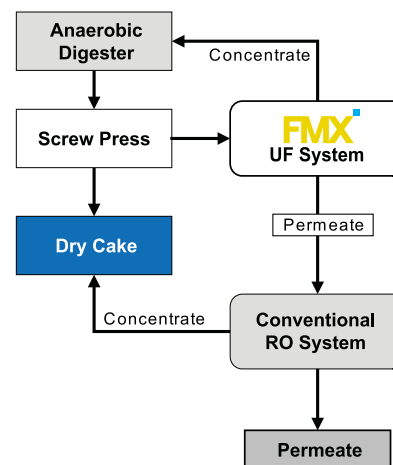 Anaerobic
Digester
Concentrate
Screw Press
FMX
UF System
Permeate
Dry Cake
Concentrate
Conventional
RO System
Permeate